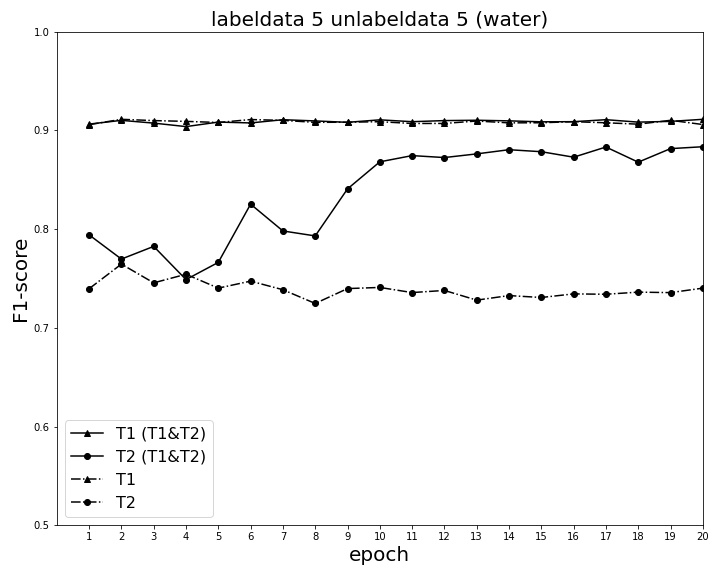 labeldata 5 unlabeldata 5 (water)
1.0
0.9
0.8
0.7
0.6
0.5
F1-score
T1 (T1&T2)
T2 (T1&T2)
T1
T2
1 2 3 4 5 6 7 8 9 10 11 12 13 14 15 16 17 18 19 20
epoch